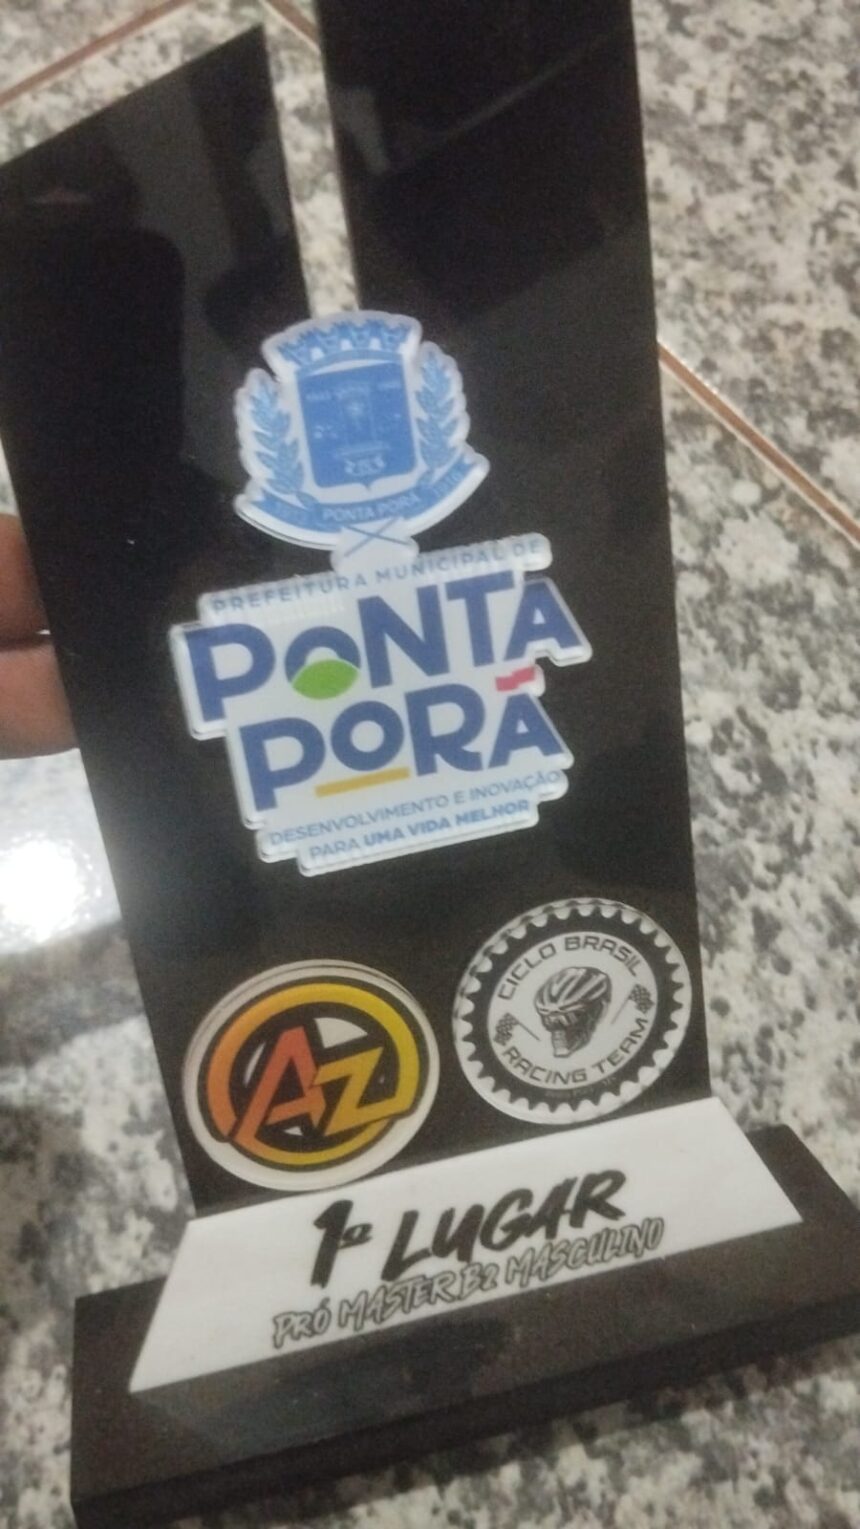 PONTA PORÃ
PREFEITURA MUNICIPAL DE
PONTA
PORÃ
DESENVOLVIMENTO E INOVAÇÃO
PARA UMA VIDA MELHOR
AZ
CICLO BRASIL
RACING TEAM
1º LUGAR
PRÓ MASTER B2 MASCULINO